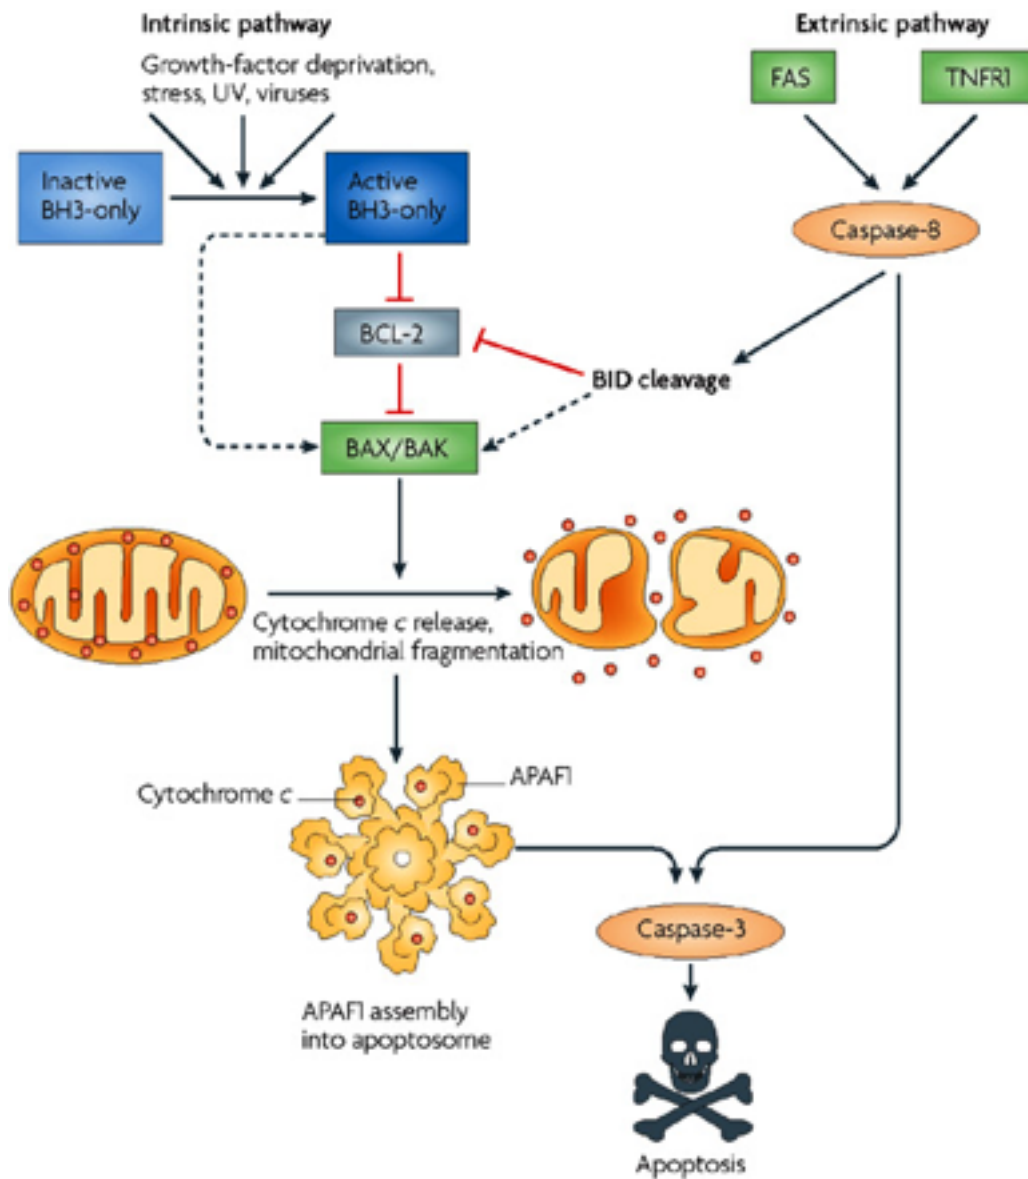 Intrinsic pathway
Growth-factor deprivation,
stress, UV, viruses
Extrinsic pathway
FAS
TNFR1
Inactive
BH3-only
Active
BH3-only
Caspase-8
BCL-2
BID cleavage
BAX/BAK
Cytochrome c release,
mitochondrial fragmentation
Cytochrome c
APAF1
APAF1 assembly
into apoptosome
Caspase-3
Apoptosis